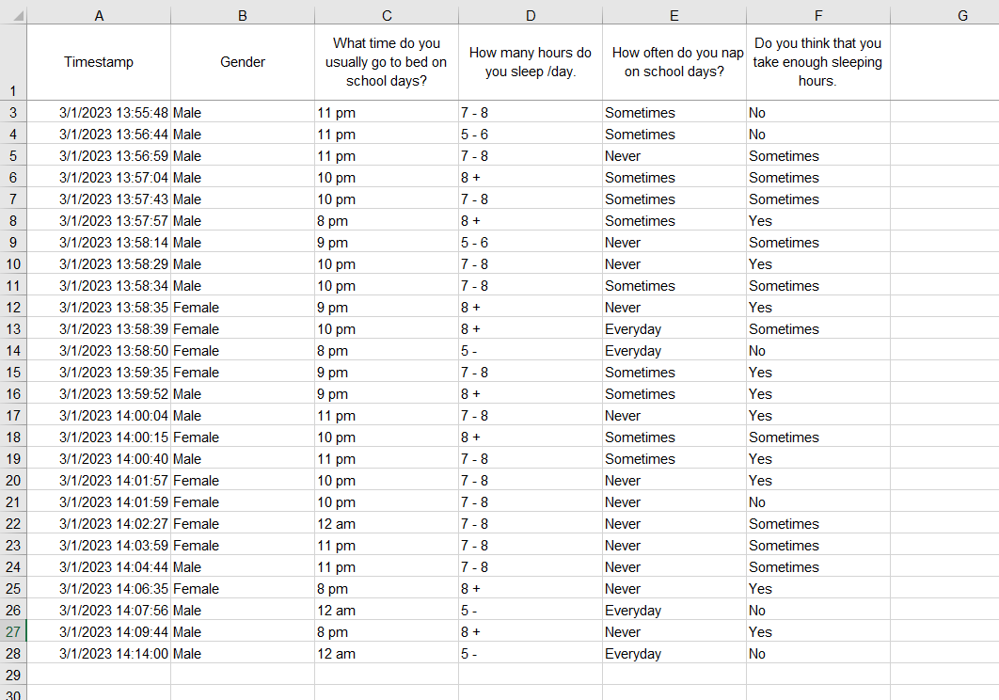 A B C D E F G
1 Timestamp Gender What time do you usually go to bed on school days? How many hours do you sleep /day. How often do you nap on school days? Do you think that you take enough sleeping hours.
3 3/1/2023 13:55:48 Male 11 pm 7 - 8 Sometimes No
4 3/1/2023 13:56:44 Male 11 pm 5 - 6 Sometimes No
5 3/1/2023 13:56:59 Male 11 pm 7 - 8 Never Sometimes
6 3/1/2023 13:57:04 Male 10 pm 8 + Sometimes Sometimes
7 3/1/2023 13:57:43 Male 10 pm 7 - 8 Sometimes Sometimes
8 3/1/2023 13:57:57 Male 8 pm 8 + Sometimes Yes
9 3/1/2023 13:58:14 Male 9 pm 5 - 6 Never Sometimes
10 3/1/2023 13:58:29 Male 10 pm 7 - 8 Never Yes
11 3/1/2023 13:58:34 Male 10 pm 7 - 8 Sometimes Sometimes
12 3/1/2023 13:58:35 Female 9 pm 8 + Never Yes
13 3/1/2023 13:58:39 Female 10 pm 8 + Everyday Sometimes
14 3/1/2023 13:58:50 Female 8 pm 5 - Everyday No
15 3/1/2023 13:59:35 Female 9 pm 7 - 8 Sometimes Yes
16 3/1/2023 13:59:52 Male 9 pm 8 + Sometimes Yes
17 3/1/2023 14:00:04 Male 11 pm 7 - 8 Never Yes
18 3/1/2023 14:00:15 Female 10 pm 8 + Sometimes Sometimes
19 3/1/2023 14:00:40 Male 11 pm 7 - 8 Sometimes Yes
20 3/1/2023 14:01:57 Female 10 pm 7 - 8 Never Yes
21 3/1/2023 14:01:59 Female 10 pm 7 - 8 Never No
22 3/1/2023 14:02:27 Female 12 am 7 - 8 Never Sometimes
23 3/1/2023 14:03:59 Female 11 pm 7 - 8 Never Sometimes
24 3/1/2023 14:04:44 Male 11 pm 7 - 8 Never Sometimes
25 3/1/2023 14:06:35 Female 8 pm 8 + Never Yes
26 3/1/2023 14:07:56 Male 12 am 5 - Everyday No
27 3/1/2023 14:09:44 Male 8 pm 8 + Never Yes
28 3/1/2023 14:14:00 Male 12 am 5 - Everyday No
29
30